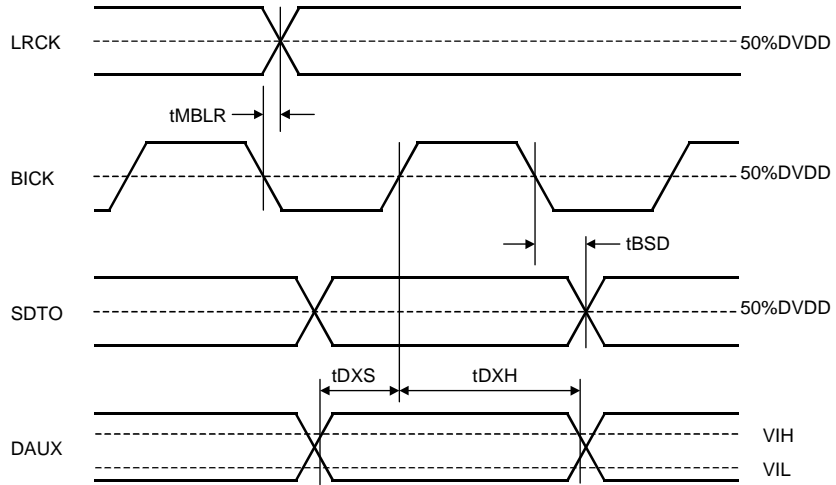 LRCK
50%DVDD
tMBLR
BICK
50%DVDD
tBSD
SDTO
50%DVDD
tDXS
tDXH
DAUX
VIH
VIL